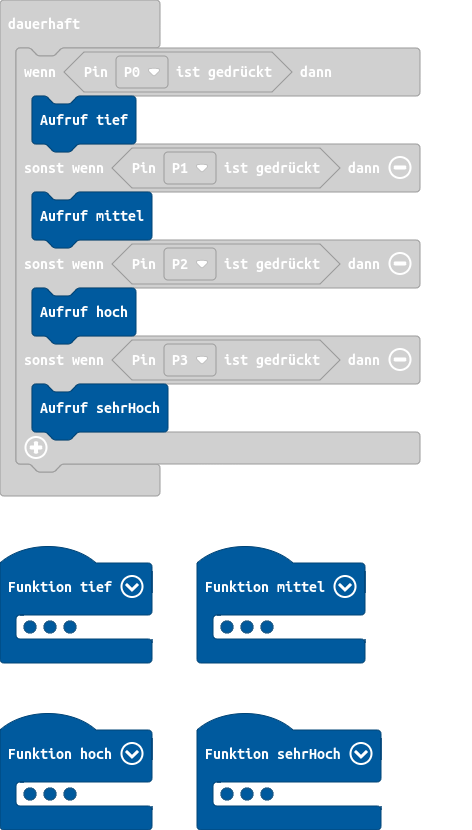 dauerhaft
wenn Pin P0 ist gedrückt dann
Aufruf tief
sonst wenn Pin P1 ist gedrückt dann
Aufruf mittel
sonst wenn Pin P2 ist gedrückt dann
Aufruf hoch
sonst wenn Pin P3 ist gedrückt dann
Aufruf sehrHoch
Funktion tief
Funktion mittel
Funktion hoch
Funktion sehrHoch